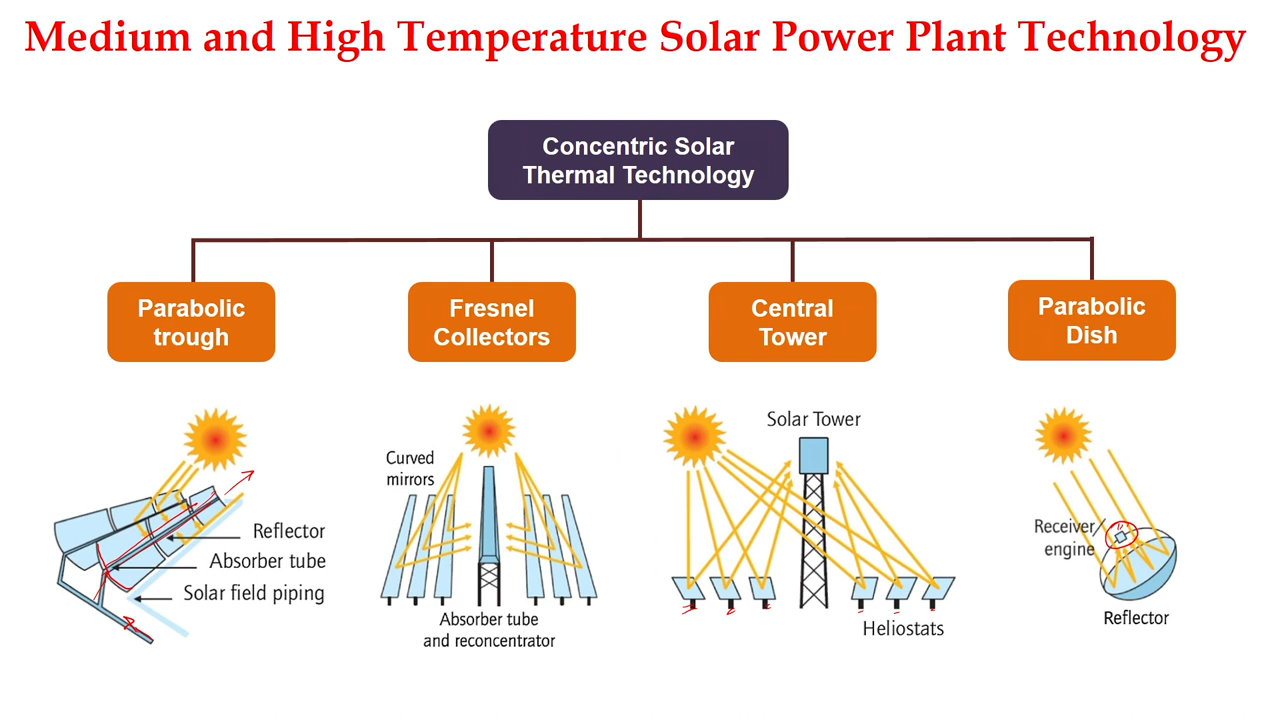 Medium and High Temperature Solar Power Plant Technology
Concentric Solar
Thermal Technology
Parabolic
trough
Fresnel
Collectors
Central
Tower
Parabolic
Dish
Reflector
Absorber tube
Solar field piping
Curved
mirrors
Absorber tube
and reconcentrator
Solar Tower
Heliostats
Receiver/
engine
Reflector